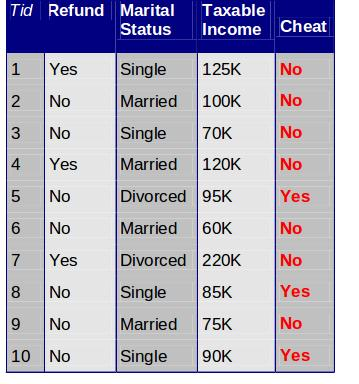 Tid Refund Marital Status Taxable Income Cheat
1 Yes Single 125K No
2 No Married 100K No
3 No Single 70K No
4 Yes Married 120K No
5 No Divorced 95K Yes
6 No Married 60K No
7 Yes Divorced 220K No
8 No Single 85K Yes
9 No Married 75K No
10 No Single 90K Yes